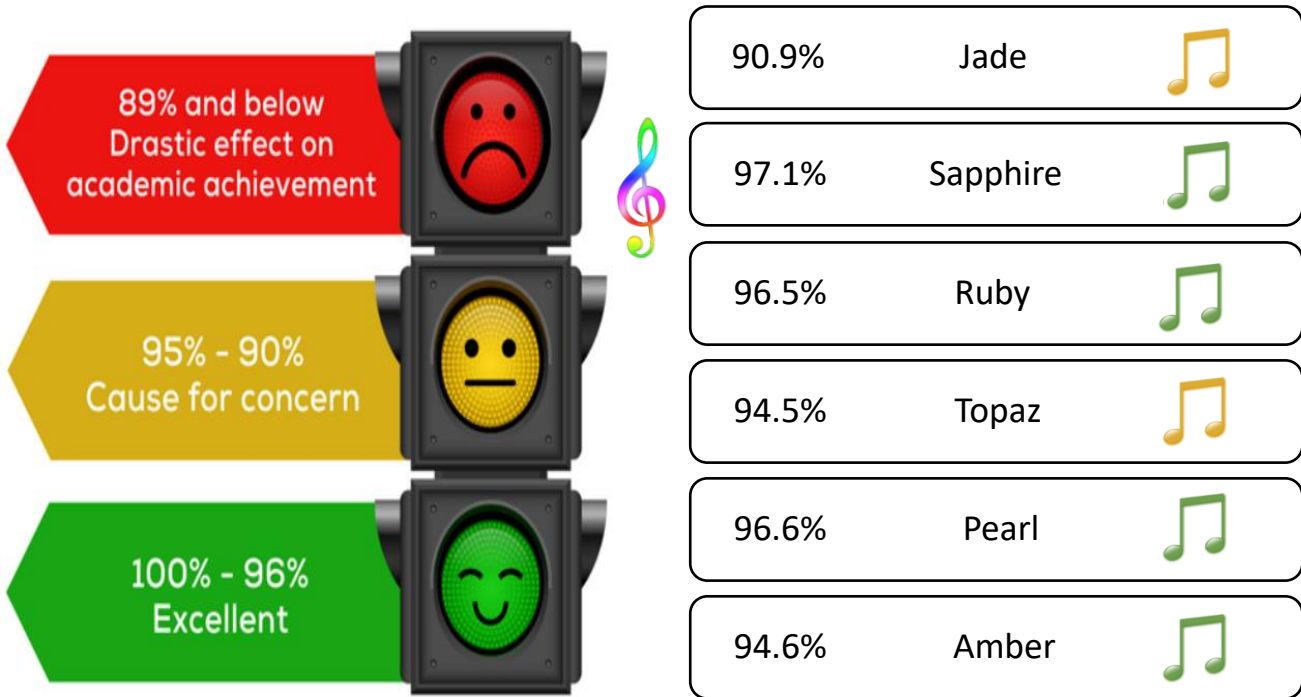 89% and below
Drastic effect on
academic achievement
95% - 90%
Cause for concern
100% - 96%
Excellent
90.9% Jade
97.1% Sapphire
96.5% Ruby
94.5% Topaz
96.6% Pearl
94.6% Amber